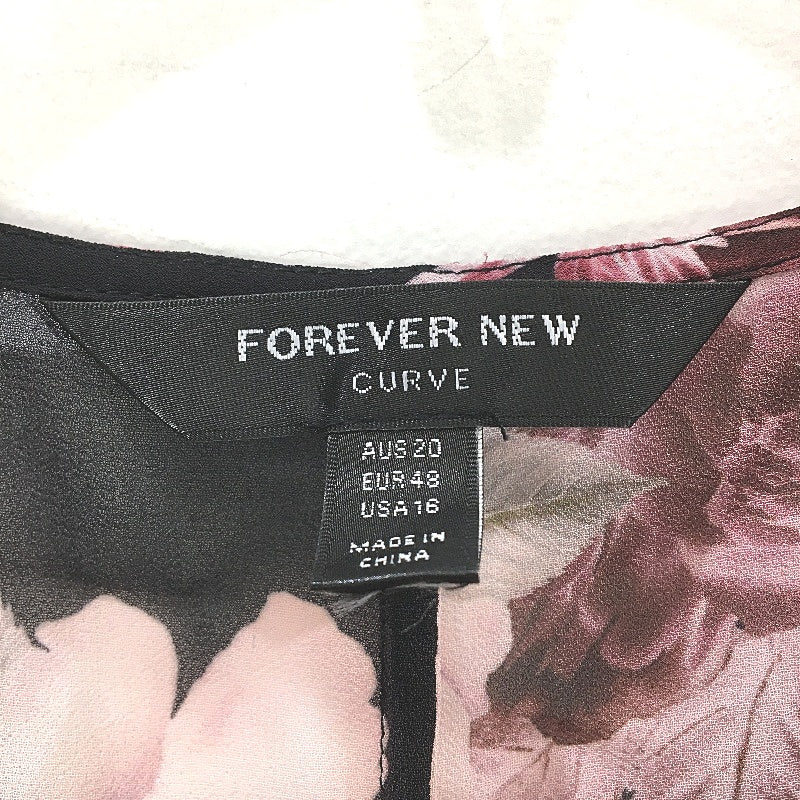 FOREVER NEW
CURVE
AUS 20
EUR 48
USA 16
MADE IN
CHINA